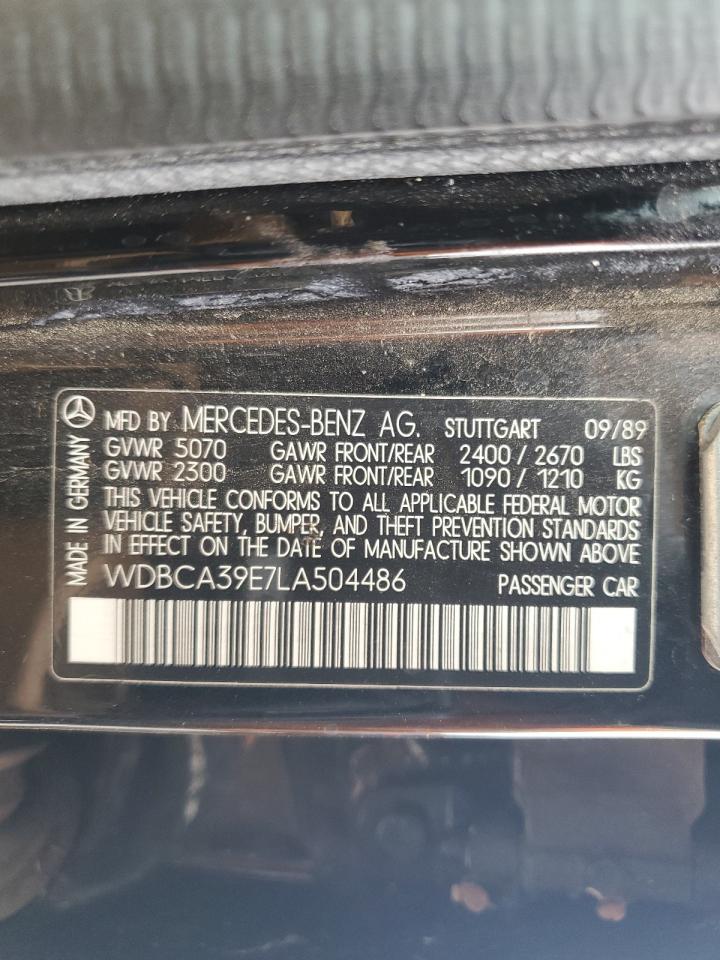 MFD BY MERCEDES-BENZ AG. STUTTGART 09/89
GVWR 5070 GAWR FRONT/REAR 2400 / 2670 LBS
GVWR 2300 GAWR FRONT/REAR 1090 / 1210 KG
THIS VEHICLE CONFORMS TO ALL APPLICABLE FEDERAL MOTOR
VEHICLE SAFETY, BUMPER, AND THEFT PREVENTION STANDARDS
IN EFFECT ON THE DATE OF MANUFACTURE SHOWN ABOVE
WDBCA39E7LA504486 PASSENGER CAR
MADE IN GERMANY